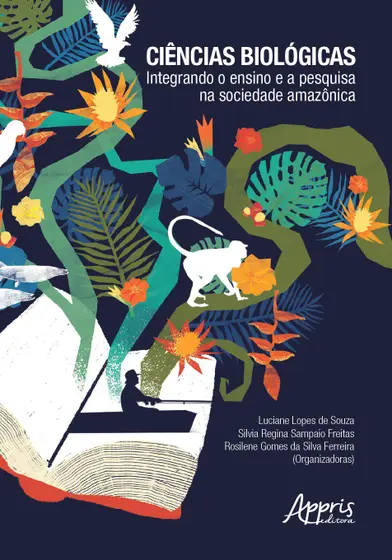 CIÊNCIAS BIOLÓGICAS
Integrando o ensino e a pesquisa
na sociedade amazônica
Luciane Lopes de Souza
Silvia Regina Sampaio Freitas
Rosilene Gomes da Silva Ferreira
(Organizadoras)
Appris
editora